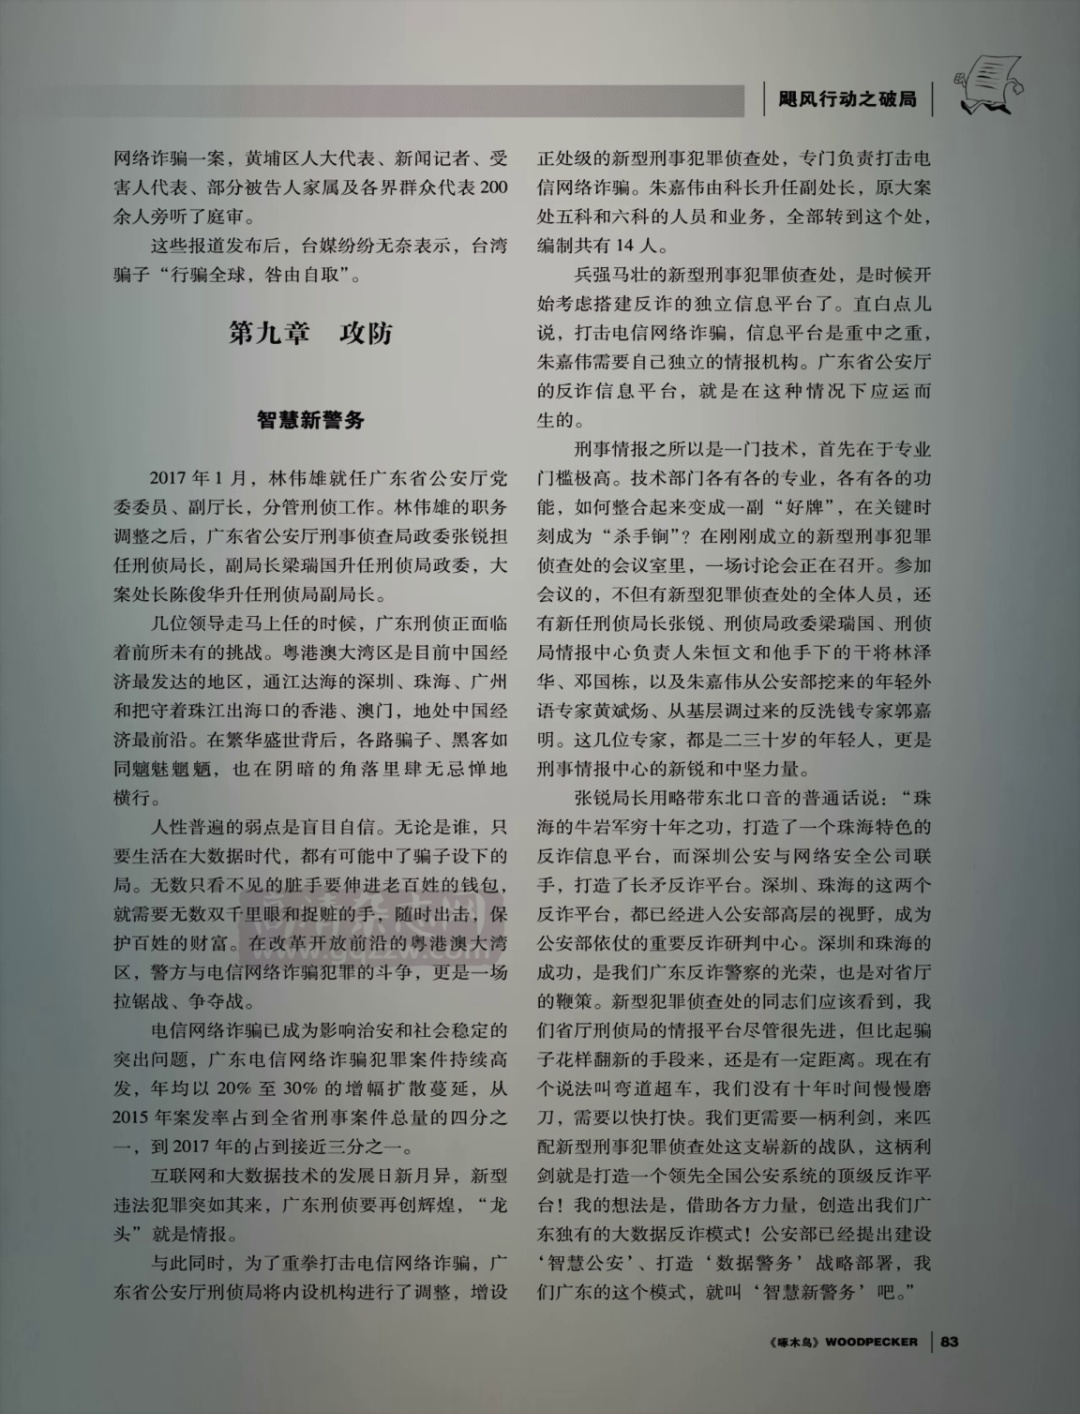 飓风行动之破局
网络诈骗一案，黄埔区人大代表、新闻记者、受
害人代表、部分被告人家属及各界群众代表 200
余人旁听了庭审。
这些报道发布后，台媒纷纷无奈表示，台湾
骗子“行骗全球，咎由自取”。
第九章　攻防
智慧新警务
2017 年 1 月，林伟雄就任广东省公安厅党
委委员、副厅长，分管刑侦工作。林伟雄的职务
调整之后，广东省公安厅刑事侦查局政委张锐担
任刑侦局长，副局长梁瑞国升任刑侦局政委，大
案处长陈俊华升任刑侦局副局长。
几位领导走马上任的时候，广东刑侦正面临
着前所未有的挑战。粤港澳大湾区是目前中国经
济最发达的地区，通江达海的深圳、珠海、广州
和把守着珠江出海口的香港、澳门，地处中国经
济最前沿。在繁华盛世背后，各路骗子、黑客如
同魑魅魍魉，也在阴暗的角落里肆无忌惮地
横行。
人性普遍的弱点是盲目自信。无论是谁，只
要生活在大数据时代，都有可能中了骗子设下的
局。无数只看不见的脏手要伸进老百姓的钱包，
就需要无数双千里眼和捉赃的手，随时出击，保
护百姓的财富。在改革开放前沿的粤港澳大湾
区，警方与电信网络诈骗犯罪的斗争，更是一场
拉锯战、争夺战。
电信网络诈骗已成为影响治安和社会稳定的
突出问题，广东电信网络诈骗犯罪案件持续高
发，年均以 20% 至 30% 的增幅扩散蔓延，从
2015 年案发率占到全省刑事案件总量的四分之
一，到 2017 年的占到接近三分之一。
互联网和大数据技术的发展日新月异，新型
违法犯罪突如其来，广东刑侦要再创辉煌，“龙
头”就是情报。
与此同时，为了重拳打击电信网络诈骗，广
东省公安厅刑侦局将内设机构进行了调整，增设
正处级的新型刑事犯罪侦查处，专门负责打击电
信网络诈骗。朱嘉伟由科长升任副处长，原大案
处五科和六科的人员和业务，全部转到这个处，
编制共有 14 人。
兵强马壮的新型刑事犯罪侦查处，是时候开
始考虑搭建反诈的独立信息平台了。直白点儿
说，打击电信网络诈骗，信息平台是重中之重，
朱嘉伟需要自己独立的情报机构。广东省公安厅
的反诈信息平台，就是在这种情况下应运而
生的。
刑事情报之所以是一门技术，首先在于专业
门槛极高。技术部门各有各的专业，各有各的功
能，如何整合起来变成一副“好牌”，在关键时
刻成为“杀手锏”？在刚刚成立的新型刑事犯罪
侦查处的会议室里，一场讨论会正在召开。参加
会议的，不但有新型犯罪侦查处的全体人员，还
有新任刑侦局长张锐、刑侦局政委梁瑞国、刑侦
局情报中心负责人朱恒文和他手下的干将林泽
华、邓国栋，以及朱嘉伟从公安部挖来的年轻外
语专家黄斌炀、从基层调过来的反洗钱专家郭嘉
明。这几位专家，都是二三十岁的年轻人，更是
刑事情报中心的新锐和中坚力量。
张锐局长用略带东北口音的普通话说：“珠
海的牛岩军穷十年之功，打造了一个珠海特色的
反诈信息平台，而深圳公安与网络安全公司联
手，打造了长矛反诈平台。深圳、珠海的这两个
反诈平台，都已经进入公安部高层的视野，成为
公安部依仗的重要反诈研判中心。深圳和珠海的
成功，是我们广东反诈警察的光荣，也是对省厅
的鞭策。新型犯罪侦查处的同志们应该看到，我
们省厅刑侦局的情报平台尽管很先进，但比起骗
子花样翻新的手段来，还是有一定距离。现在有
个说法叫弯道超车，我们没有十年时间慢慢磨
刀，需要以快打快。我们更需要一柄利剑，来匹
配新型刑事犯罪侦查处这支崭新的战队，这柄利
剑就是打造一个领先全国公安系统的顶级反诈平
台！我的想法是，借助各方力量，创造出我们广
东独有的大数据反诈模式！公安部已经提出建设
‘智慧公安’、打造‘数据警务’战略部署，我
们广东的这个模式，就叫‘智慧新警务’吧。”
高清杂志网
www.gqzzw.com
《啄木鸟》WOODPECKER 83